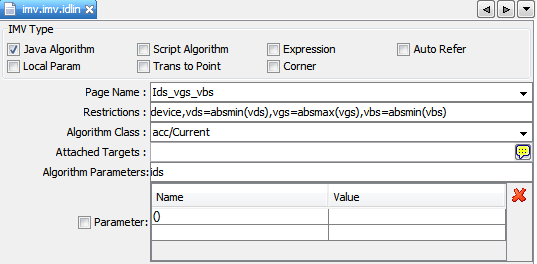 imv.imv.idlin
IMV Type
Java Algorithm Script Algorithm Expression Auto Refer
Local Param Trans to Point Corner
Page Name : Ids_vgs_vbs
Restrictions : device,vds=absmin(vds),vgs=absmax(vgs),vbs=absmin(vbs)
Algorithm Class : acc/Current
Attached Targets :
Algorithm Parameters: ids
Name Value
Parameter: ()